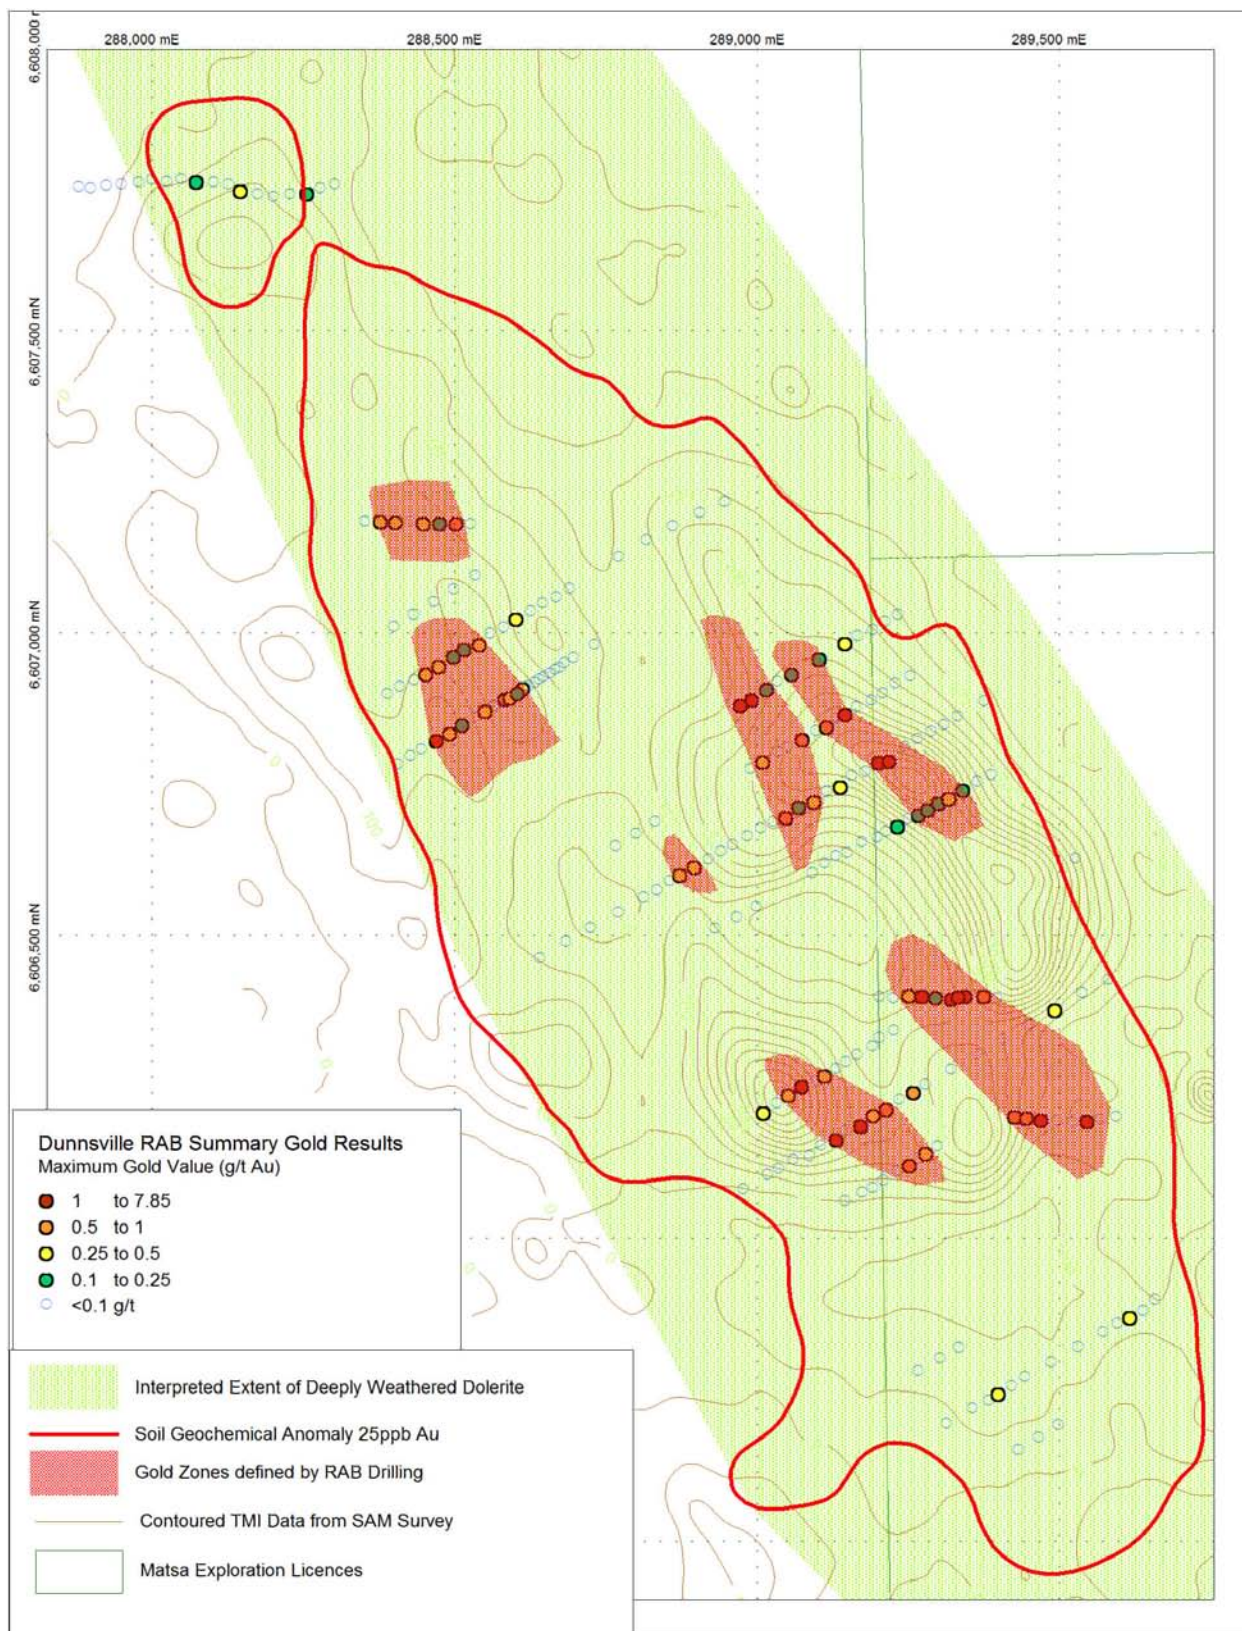 288,000 mE
288,500 mE
289,000 mE
289,500 mE
6,608,000 r
6,607,500 mN
6,607,000 mN
6,606,500 mN
100
Dunnsville RAB Summary Gold Results
Maximum Gold Value (g/t Au)
1 to 7.85
0.5 to 1
0.25 to 0.5
0.1 to 0.25
<0.1 g/t
Interpreted Extent of Deeply Weathered Dolerite
Soil Geochemical Anomaly 25ppb Au
Gold Zones defined by RAB Drilling
Contoured TMI Data from SAM Survey
Matsa Exploration Licences